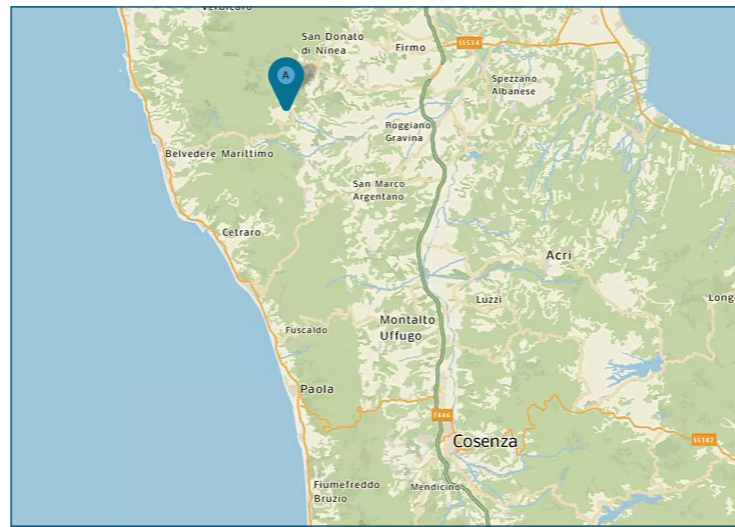 Verbicaro
San Donato
di Ninea
Firmo
SS534
A
Spezzano
Albanese
Roggiano
Gravina
Belvedere Marittimo
San Marco
Argentano
Cetraro
Acri
Luzzi
Long
Montalto
Uffugo
Fuscaldo
Paola
E846
Cosenza
SS107
Fiumefreddo
Bruzio
Mendicino